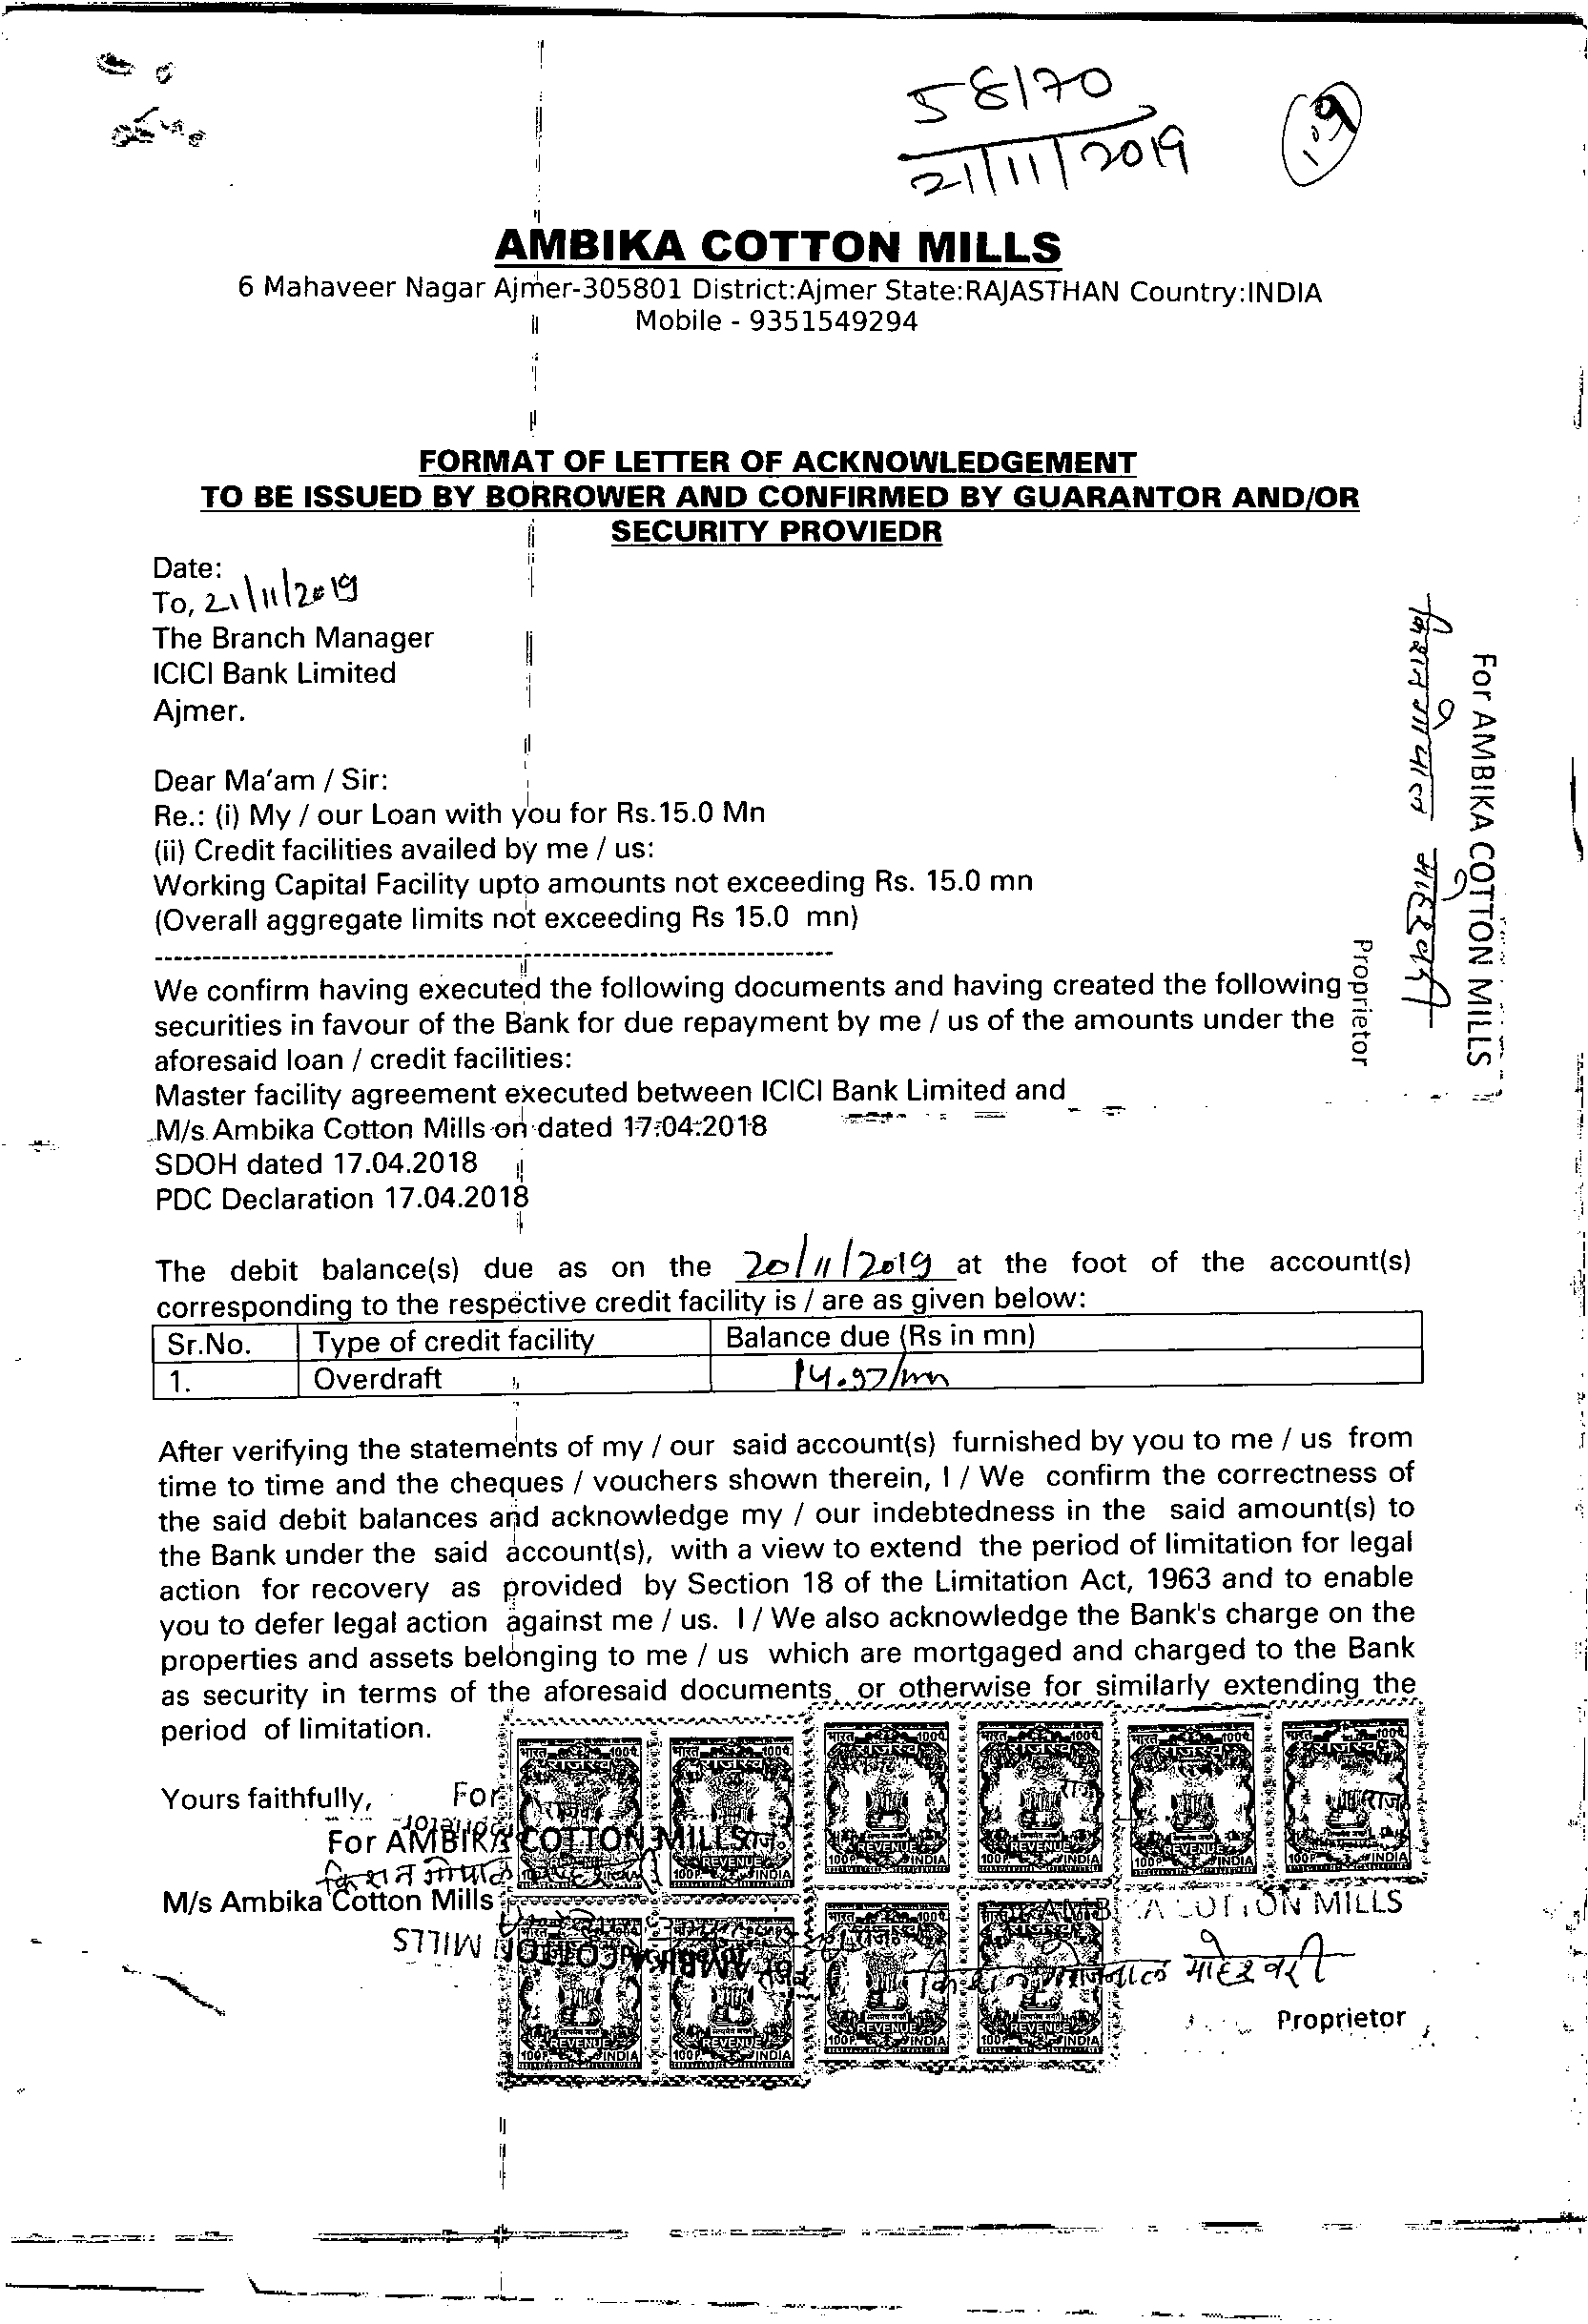 58170
21/11/2019
109
AMBIKA COTTON MILLS
6 Mahaveer Nagar Ajmer-305801 District:Ajmer State:RAJASTHAN Country:INDIA
Mobile - 9351549294
FORMAT OF LETTER OF ACKNOWLEDGEMENT
TO BE ISSUED BY BORROWER AND CONFIRMED BY GUARANTOR AND/OR
SECURITY PROVIEDR
Date:
To, 21/11/2019
The Branch Manager
ICICI Bank Limited
Ajmer.
Dear Ma'am / Sir:
Re.: (i) My / our Loan with you for Rs.15.0 Mn
(ii) Credit facilities availed by me / us:
Working Capital Facility upto amounts not exceeding Rs. 15.0 mn
(Overall aggregate limits not exceeding Rs 15.0 mn)
For AMBIKA COTTON MILLS
किशन गोपाल माहेश्वरी
Proprietor
We confirm having executed the following documents and having created the following
securities in favour of the Bank for due repayment by me / us of the amounts under the
aforesaid loan / credit facilities:
Master facility agreement executed between ICICI Bank Limited and
M/s Ambika Cotton Mills on dated 17.04.2018
SDOH dated 17.04.2018
PDC Declaration 17.04.2018
The debit balance(s) due as on the 20/11/2019 at the foot of the account(s)
corresponding to the respective credit facility is / are as given below:
Sr.No. Type of credit facility Balance due (Rs in mn)
1. Overdraft 14.97/mn
After verifying the statements of my / our said account(s) furnished by you to me / us from
time to time and the cheques / vouchers shown therein, I / We confirm the correctness of
the said debit balances and acknowledge my / our indebtedness in the said amount(s) to
the Bank under the said account(s), with a view to extend the period of limitation for legal
action for recovery as provided by Section 18 of the Limitation Act, 1963 and to enable
you to defer legal action against me / us. I / We also acknowledge the Bank's charge on the
properties and assets belonging to me / us which are mortgaged and charged to the Bank
as security in terms of the aforesaid documents or otherwise for similarly extending the
period of limitation.
Yours faithfully,
For
For AMBIKA COTTON MILLS
किशन गोपाल
M/s Ambika Cotton Mills
COTTON MILLS
माहेश्वरी
Proprietor